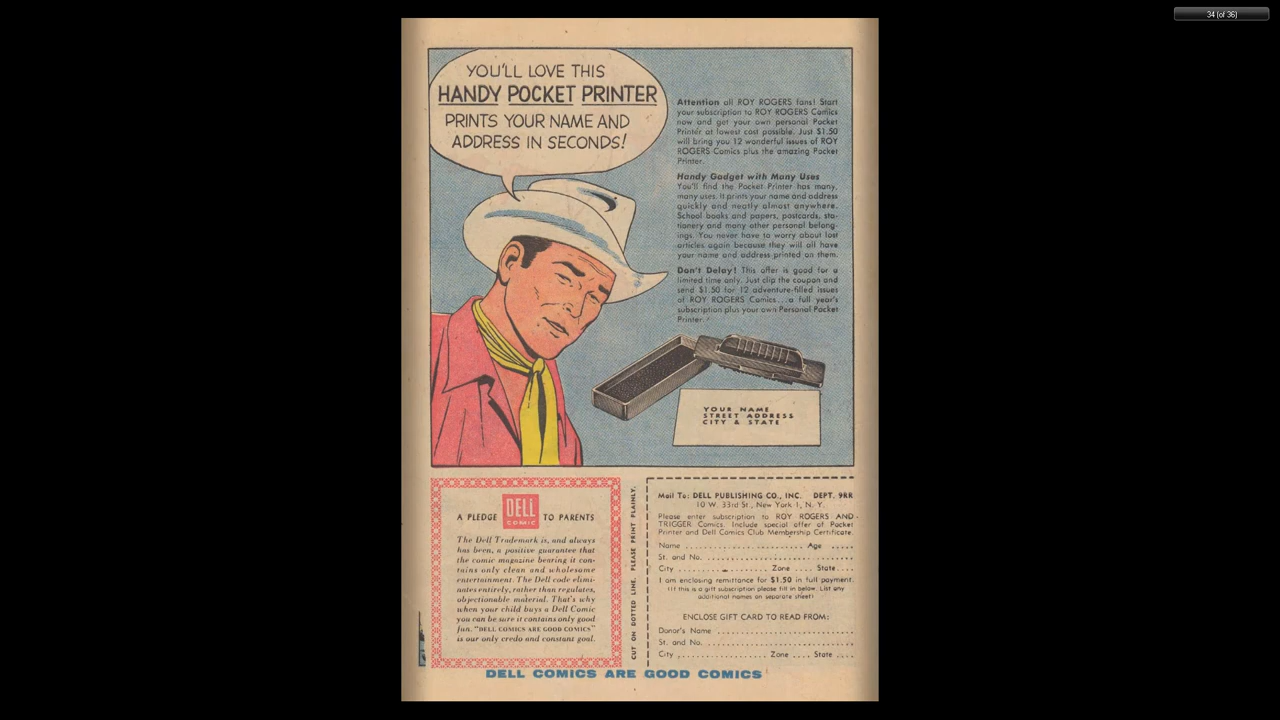 34 (of 36)
YOU'LL LOVE THIS
HANDY POCKET PRINTER
PRINTS YOUR NAME AND
ADDRESS IN SECONDS!
Attention all ROY ROGERS fans! Start
your subscription to ROY ROGERS Comics
now and get your own personal Pocket
Printer at lowest cost possible. Just $1.50
will bring you 12 wonderful issues of ROY
ROGERS Comics plus the amazing Pocket
Printer.
Handy Gadget with Many Uses
You'll find the Pocket Printer has many,
many uses. It prints your name and address
quickly and neatly almost anywhere.
School books and papers, postcards, sta-
tionery and many other personal belong-
ings. You never have to worry about lost
articles again because they will all have
your name and address printed on them.
Don't Delay! This offer is good for a
limited time only. Just clip the coupon and
send $1.50 for 12 adventure-filled issues
of ROY ROGERS Comics...a full year's
subscription plus your own Personal Pocket
Printer.
YOUR NAME
STREET ADDRESS
CITY & STATE
A PLEDGE DELL COMIC TO PARENTS
The Dell Trademark is, and always
has been, a positive guarantee that
the comic magazine bearing it con-
tains only clean and wholesome
entertainment. The Dell code elimi-
nates entirely, rather than regulates,
objectionable material. That's why
when your child buys a Dell Comic
you can be sure it contains only good
fun. "DELL COMICS ARE GOOD COMICS"
is our only credo and constant goal.
CUT ON DOTTED LINE. PLEASE PRINT PLAINLY.
Mail To: DELL PUBLISHING CO., INC. DEPT. 9RR
10 W. 33rd St., New York 1, N. Y.
Please enter subscription to ROY ROGERS AND
TRIGGER Comics. Include special offer of Pocket
Printer and Dell Comics Club Membership Certificate.
Name .......... Age .....
St. and No. ..........
City .......... Zone .... State ....
I am enclosing remittance for $1.50 in full payment.
(If this is a gift subscription please fill in below. List any
additional names on separate sheet)
ENCLOSE GIFT CARD TO READ FROM:
Donor's Name ..........
St. and No. ..........
City .......... Zone .... State ....
DELL COMICS ARE GOOD COMICS